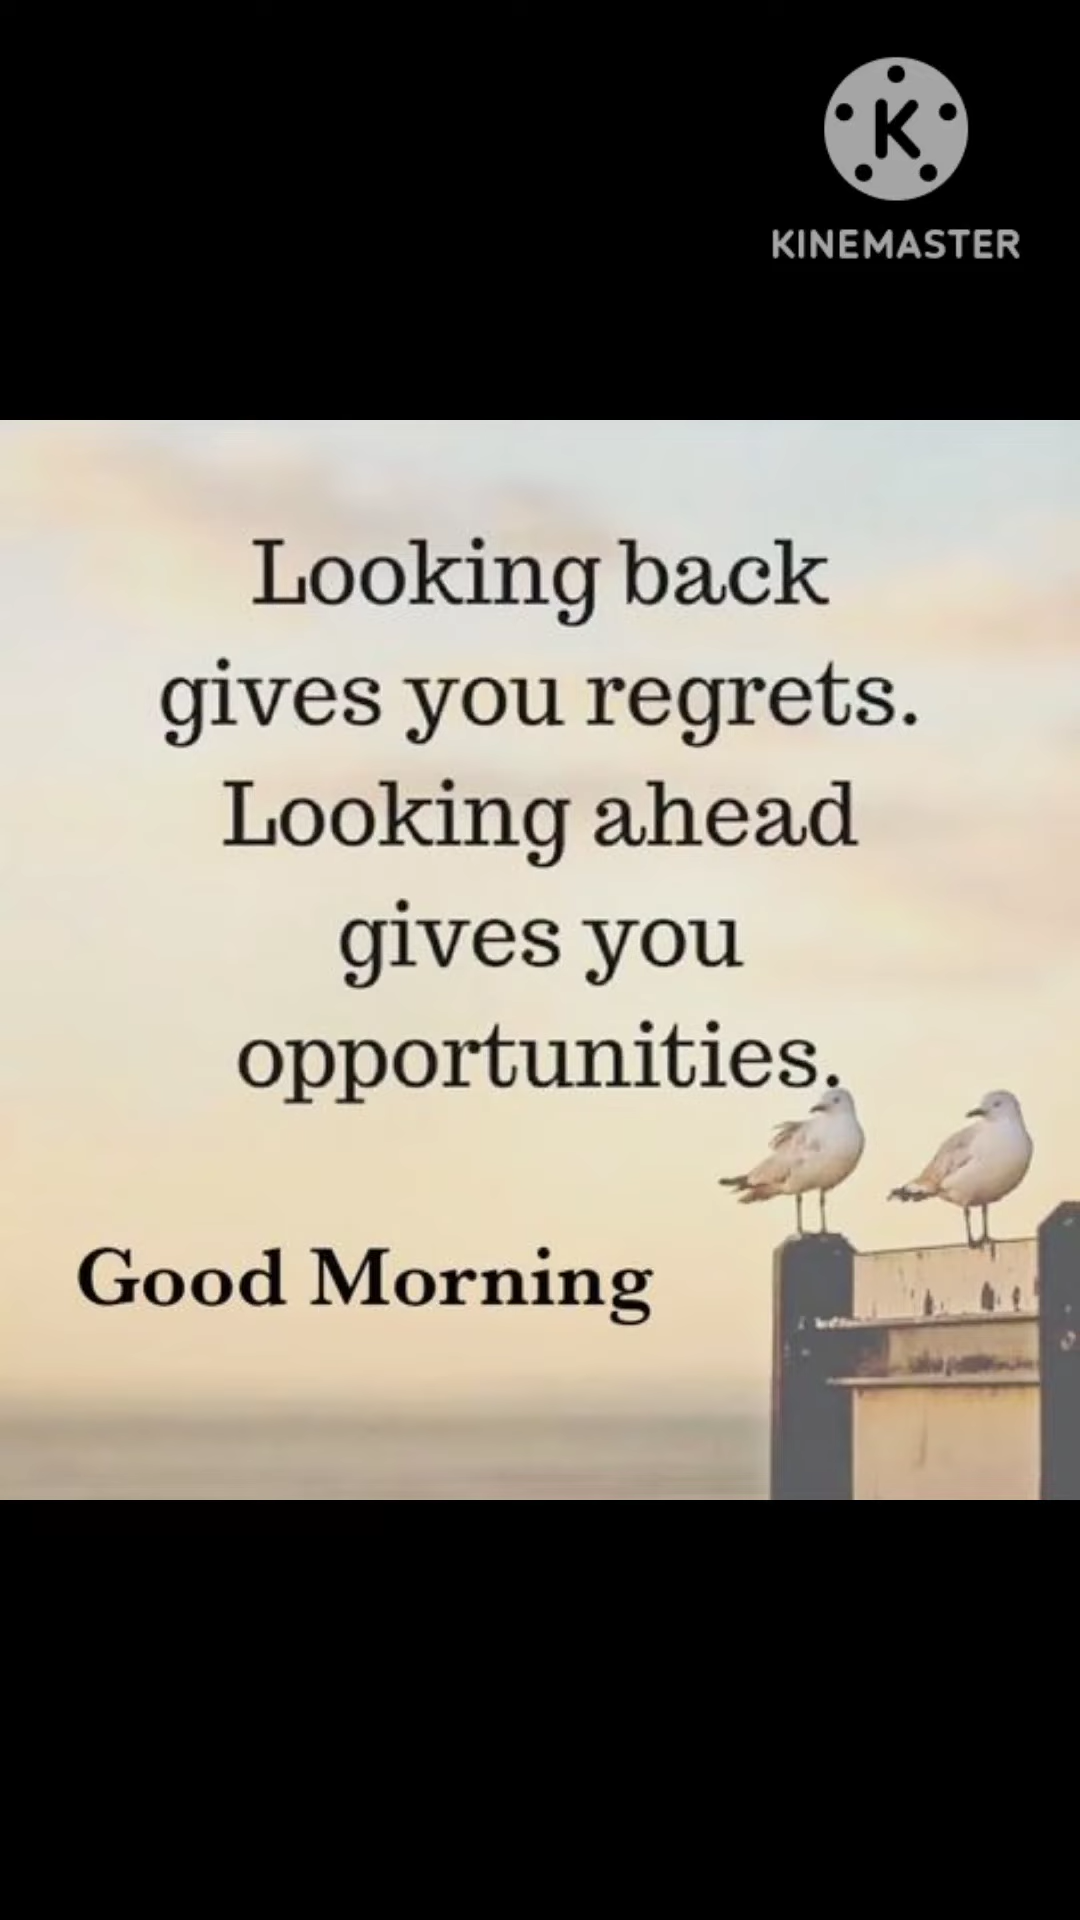 KINEMASTER
Looking back
gives you regrets.
Looking ahead
gives you
opportunities.
Good Morning